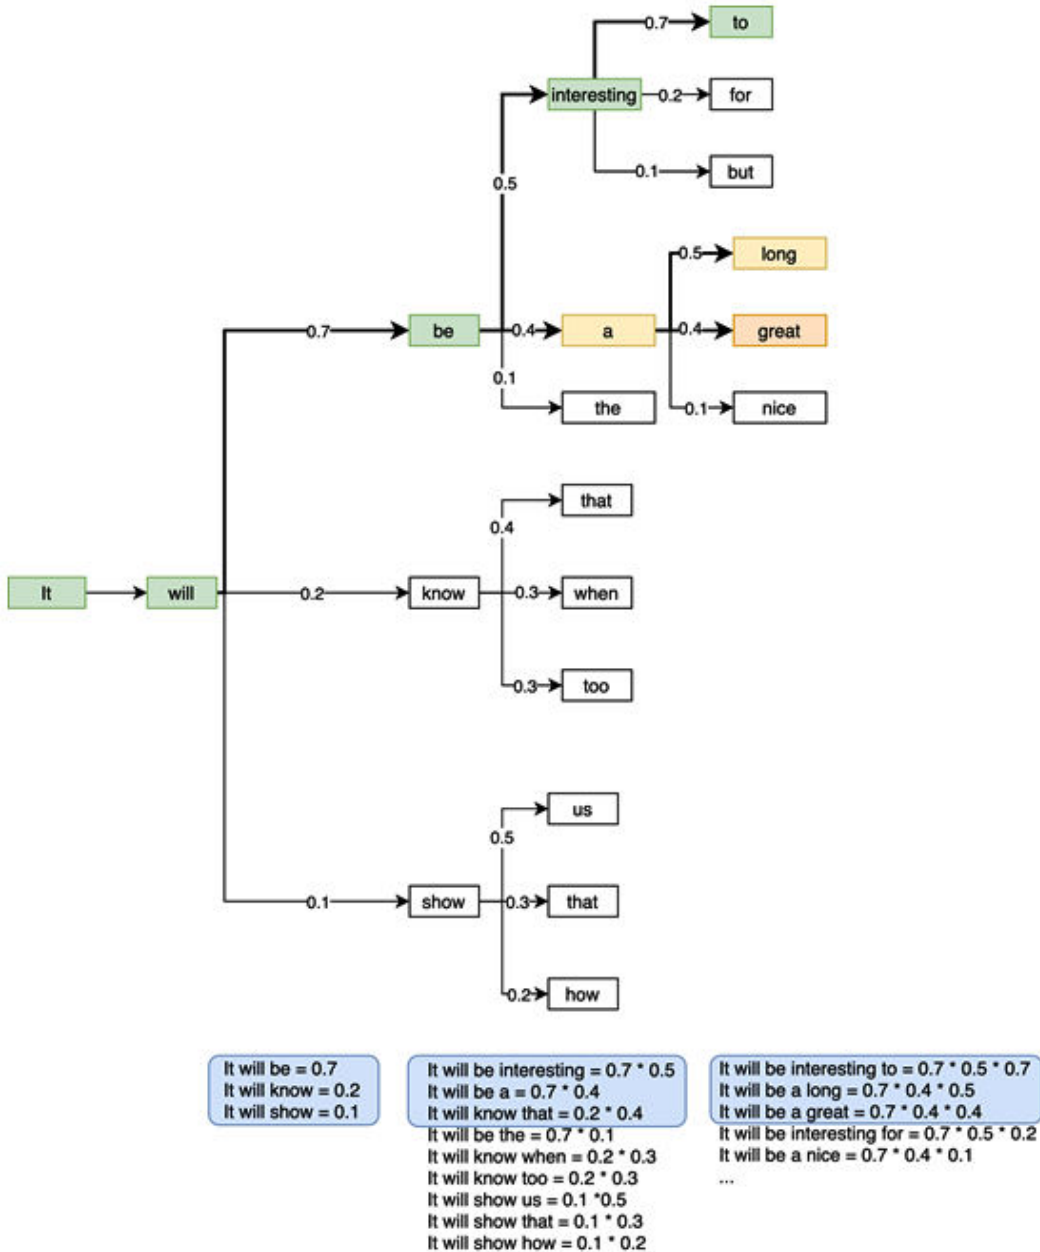 0.7
to
interesting
0.2
for
0.1
but
0.5
0.5
long
0.7
be
0.4
a
0.4
great
0.1
the
0.1
nice
that
0.4
It
will
0.2
know
0.3
when
0.3
too
us
0.5
0.1
show
0.3
that
0.2
how
It will be = 0.7
It will know = 0.2
It will show = 0.1
It will be interesting = 0.7 * 0.5
It will be a = 0.7 * 0.4
It will know that = 0.2 * 0.4
It will be the = 0.7 * 0.1
It will know when = 0.2 * 0.3
It will know too = 0.2 * 0.3
It will show us = 0.1 *0.5
It will show that = 0.1 * 0.3
It will show how = 0.1 * 0.2
It will be interesting to = 0.7 * 0.5 * 0.7
It will be a long = 0.7 * 0.4 * 0.5
It will be a great = 0.7 * 0.4 * 0.4
It will be interesting for = 0.7 * 0.5 * 0.2
It will be a nice = 0.7 * 0.4 * 0.1
...